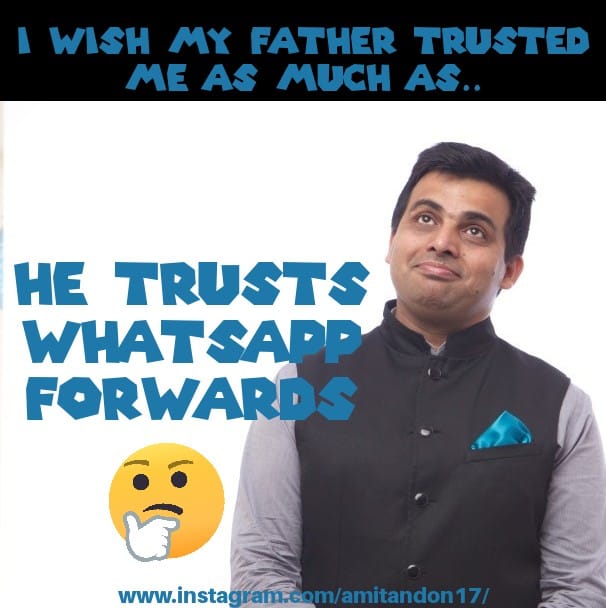 I WISH MY FATHER TRUSTED
ME AS MUCH AS..
HE TRUSTS
WHATSAPP
FORWARDS
www.instagram.com/amitandon17/